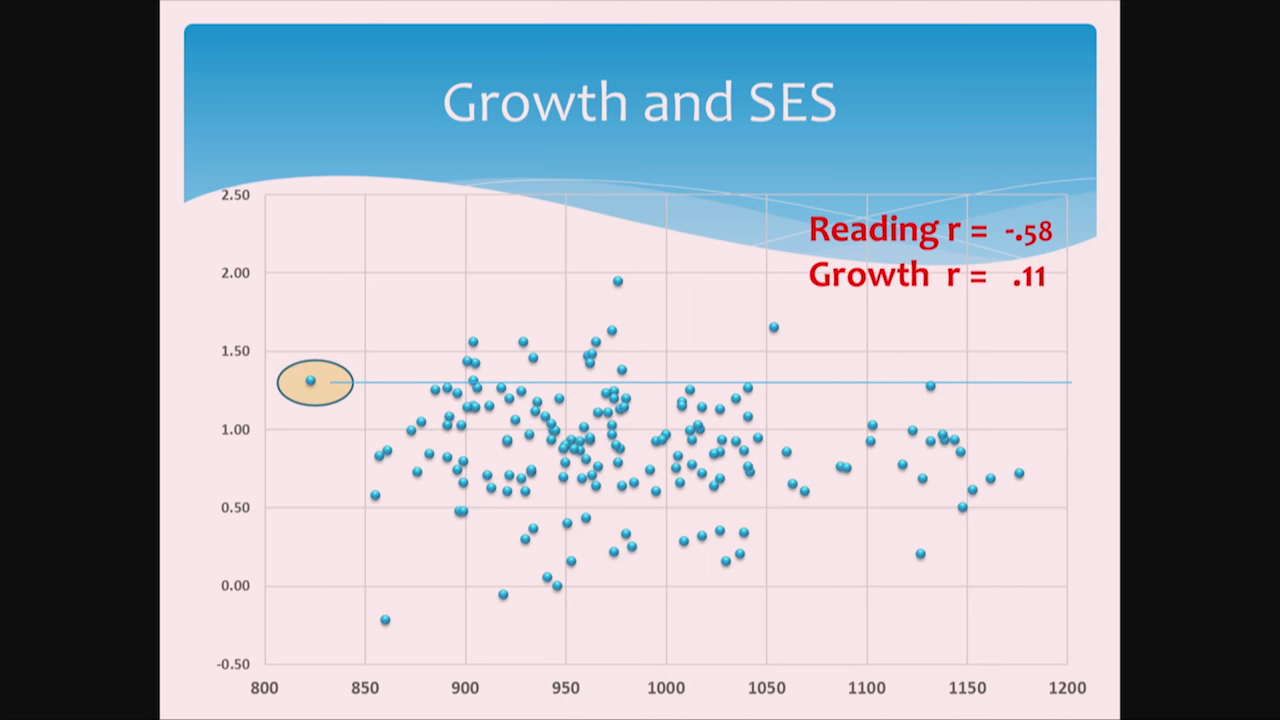 Growth and SES
Reading r = -.58
Growth r = .11
2.50
2.00
1.50
1.00
0.50
0.00
-0.50
800 850 900 950 1000 1050 1100 1150 1200